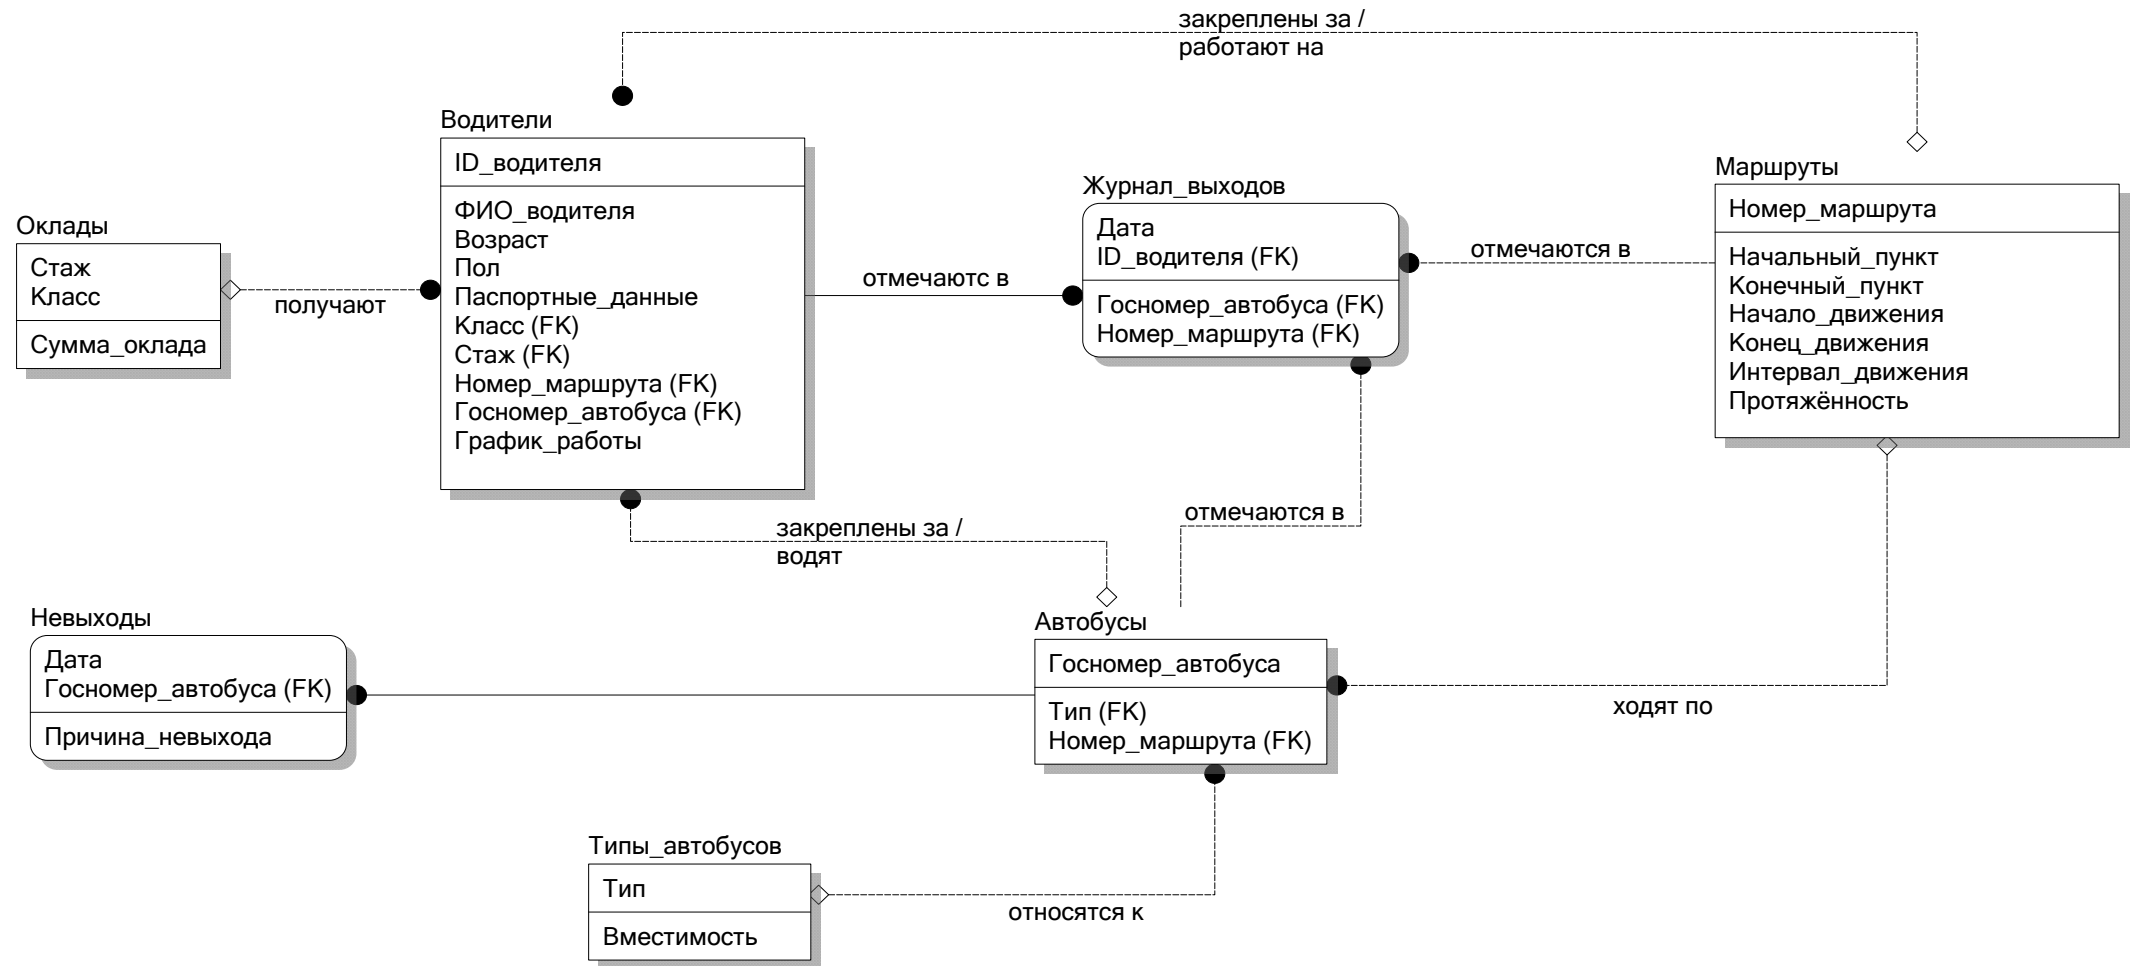 закреплены за /
работают на
Водители
ID_водителя
ФИО_водителя
Возраст
Пол
Паспортные_данные
Класс (FK)
Стаж (FK)
Номер_маршрута (FK)
Госномер_автобуса (FK)
График_работы
Оклады
Стаж
Класс
Сумма_оклада
получают
отмечаютс в
Журнал_выходов
Дата
ID_водителя (FK)
Госномер_автобуса (FK)
Номер_маршрута (FK)
отмечаются в
Маршруты
Номер_маршрута
Начальный_пункт
Конечный_пункт
Начало_движения
Конец_движения
Интервал_движения
Протяжённость
закреплены за /
водят
отмечаются в
Невыходы
Дата
Госномер_автобуса (FK)
Причина_невыхода
Автобусы
Госномер_автобуса
Тип (FK)
Номер_маршрута (FK)
ходят по
Типы_автобусов
Тип
Вместимость
относятся к